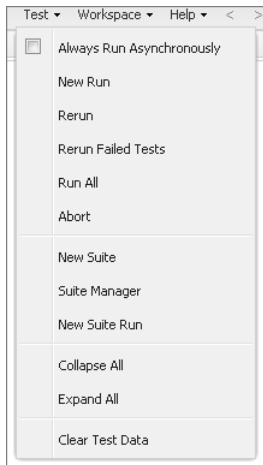 Test ▾ Workspace ▾ Help ▾ < >
Always Run Asynchronously
New Run
Rerun
Rerun Failed Tests
Run All
Abort
New Suite
Suite Manager
New Suite Run
Collapse All
Expand All
Clear Test Data